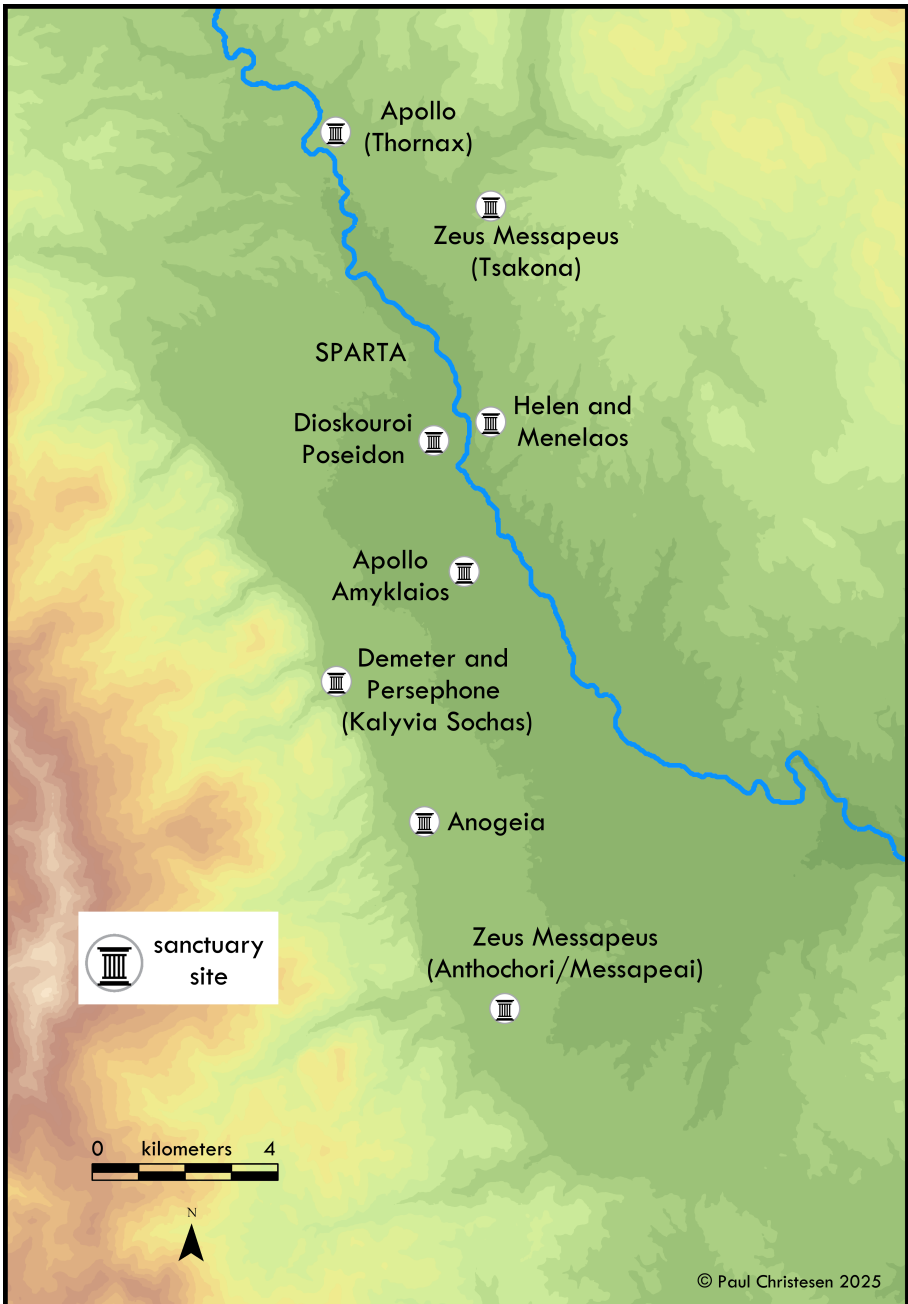 Apollo
(Thornax)
Zeus Messapeus
(Tsakona)
SPARTA
Helen and
Menelaos
Dioskouroi
Poseidon
Apollo
Amyklaios
Demeter and
Persephone
(Kalyvia Sochas)
Anogeia
Zeus Messapeus
(Anthochori/Messapeai)
sanctuary
site
0 kilometers 4
N
© Paul Christesen 2025